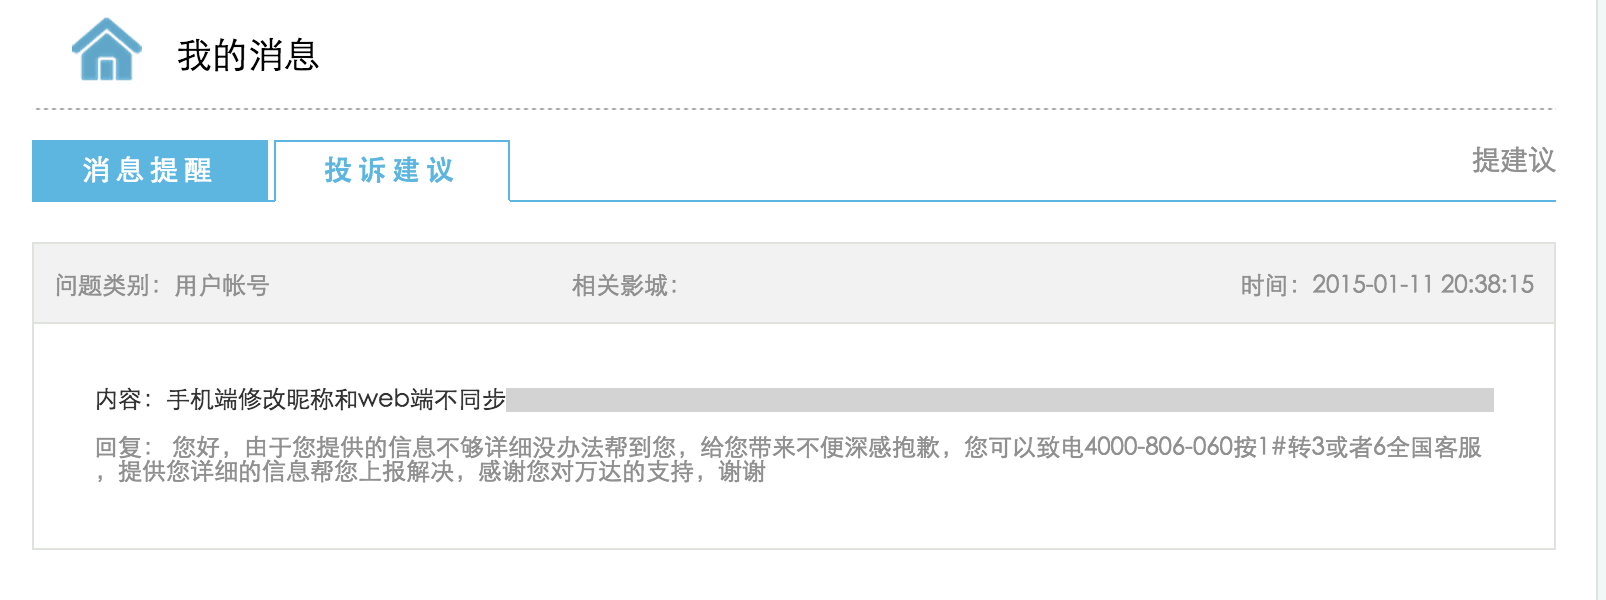 我的消息
消息提醒
投诉建议
提建议
问题类别：用户帐号
相关影城：
时间：2015-01-11 20:38:15
内容：手机端修改昵称和web端不同步
回复： 您好，由于您提供的信息不够详细没办法帮到您，给您带来不便深感抱歉，您可以致电4000-806-060按1#转3或者6全国客服
，提供您详细的信息帮您上报解决，感谢您对万达的支持，谢谢